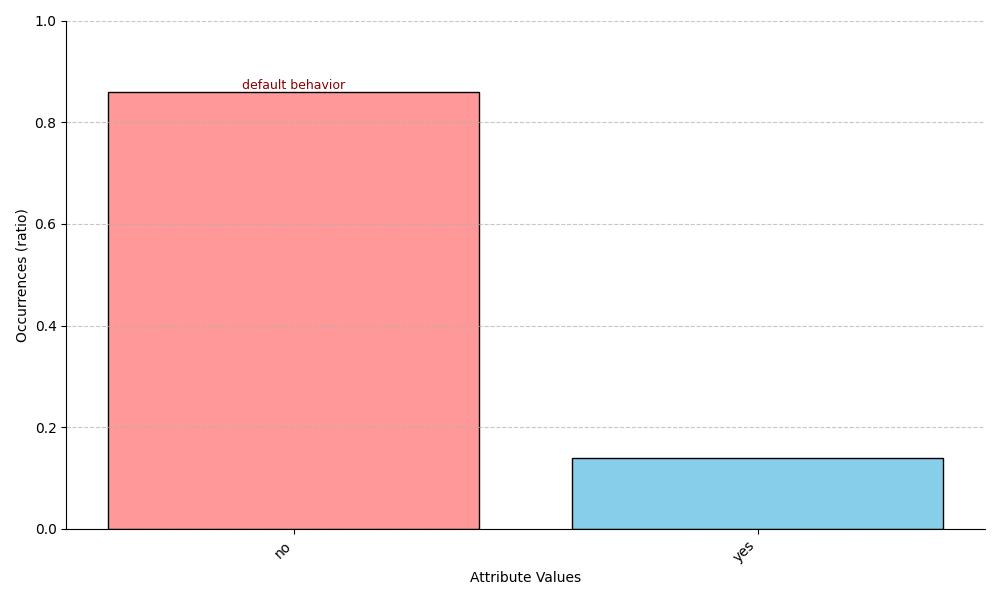 1.0
default behavior
0.8
0.6
0.4
0.2
0.0
Occurrences (ratio)
no
yes
Attribute Values